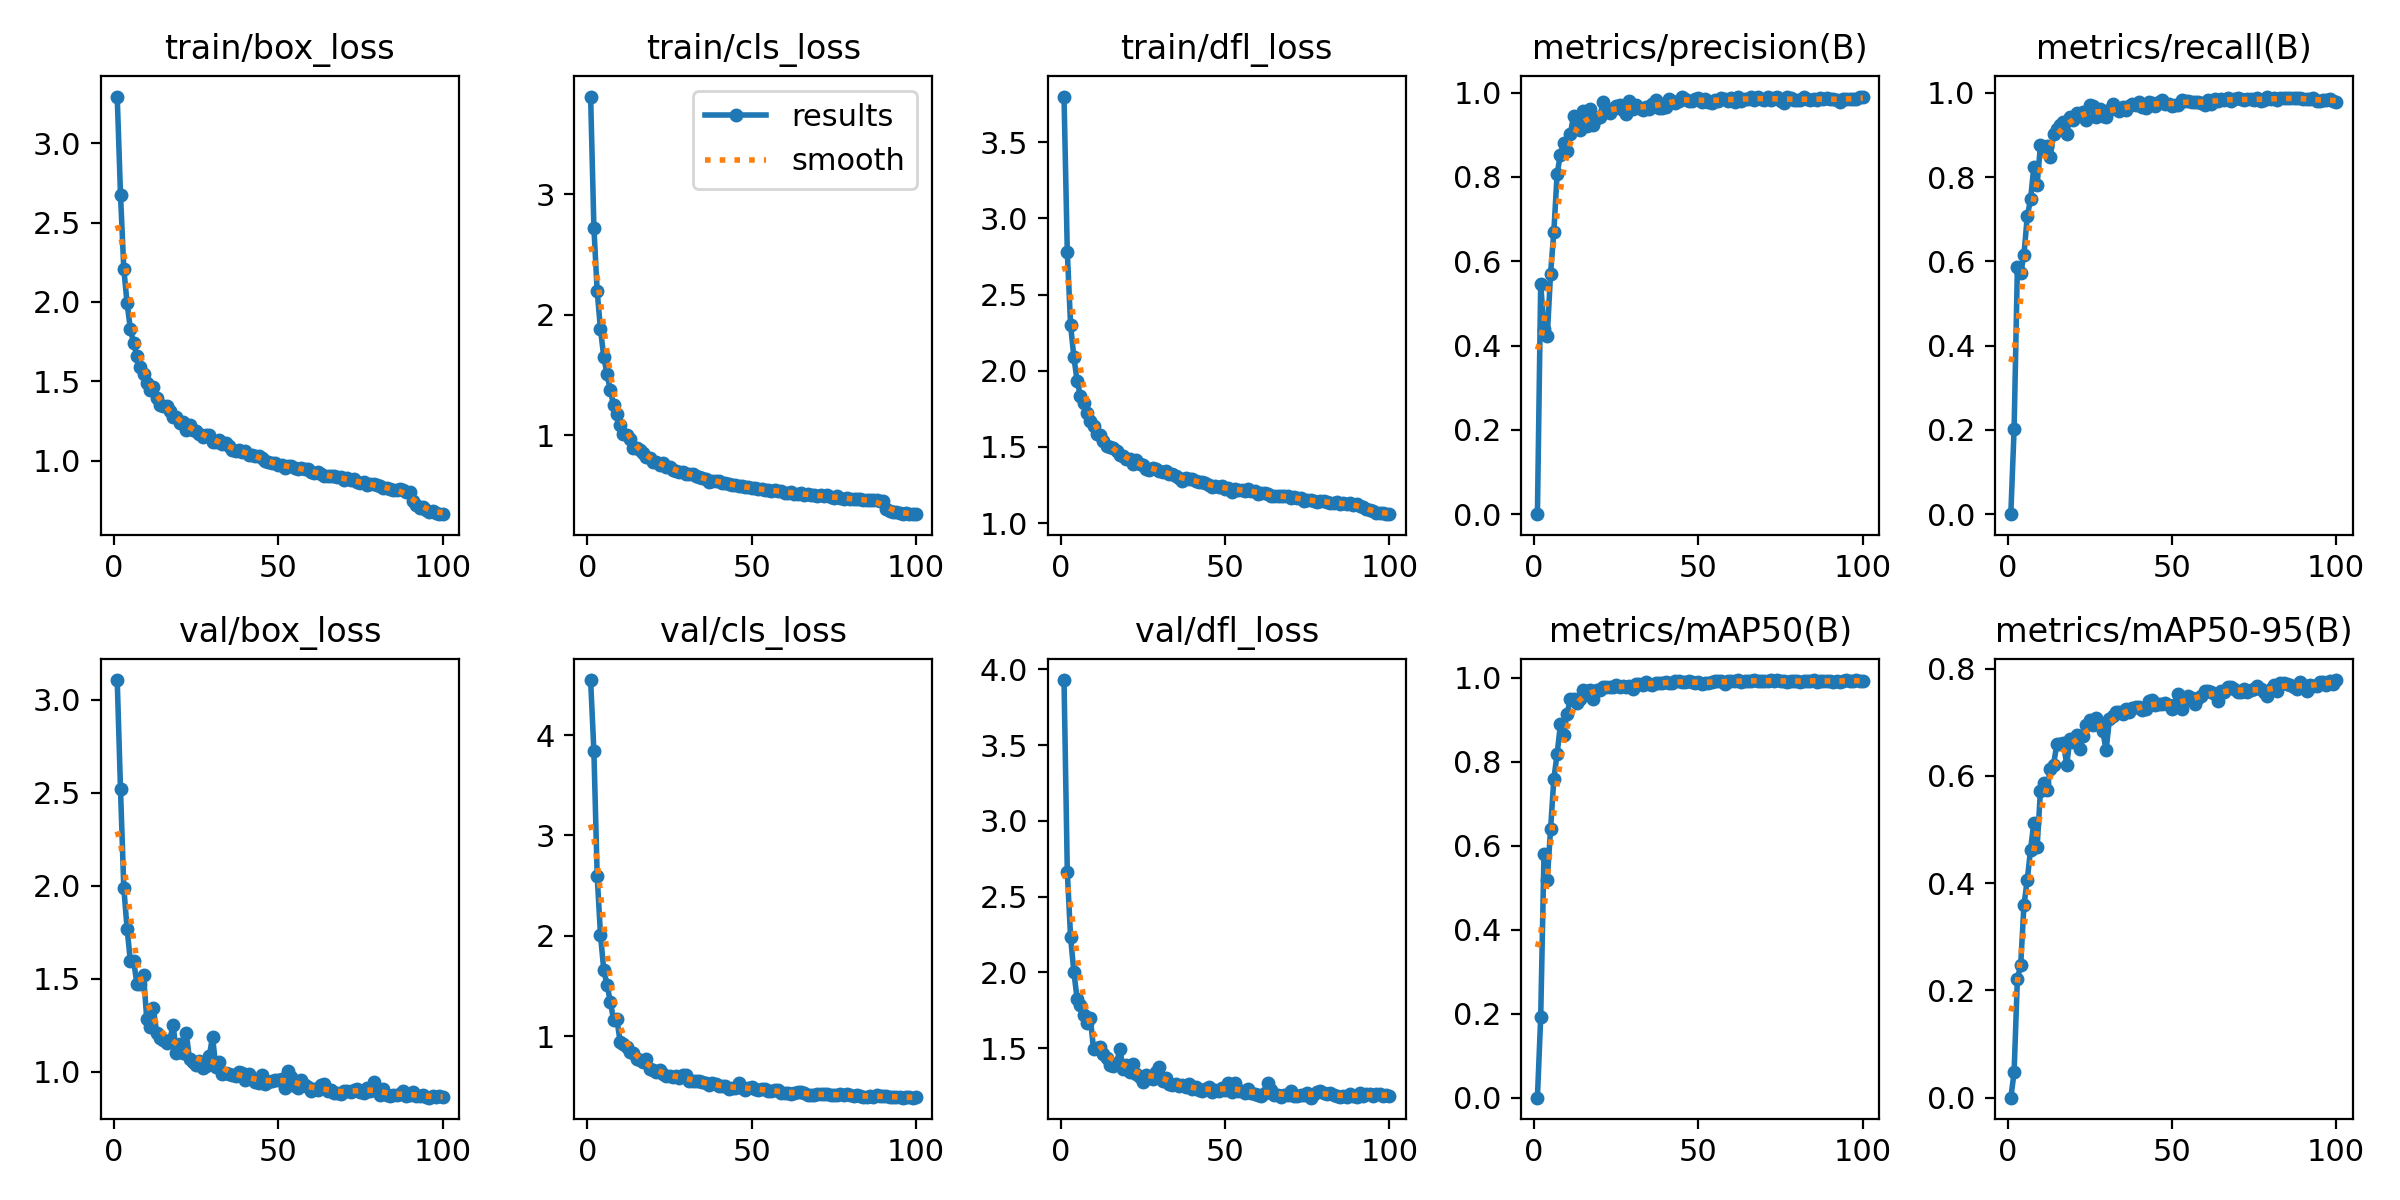 train/box_loss
train/cls_loss
train/dfl_loss
metrics/precision(B)
metrics/recall(B)
3.0
2.5
2.0
1.5
1.0
0 50 100
results
smooth
3
2
1
0 50 100
3.5
3.0
2.5
2.0
1.5
1.0
0 50 100
1.0
0.8
0.6
0.4
0.2
0.0
0 50 100
1.0
0.8
0.6
0.4
0.2
0.0
0 50 100
val/box_loss
val/cls_loss
val/dfl_loss
metrics/mAP50(B)
metrics/mAP50-95(B)
3.0
2.5
2.0
1.5
1.0
0 50 100
4
3
2
1
0 50 100
4.0
3.5
3.0
2.5
2.0
1.5
0 50 100
1.0
0.8
0.6
0.4
0.2
0.0
0 50 100
0.8
0.6
0.4
0.2
0.0
0 50 100